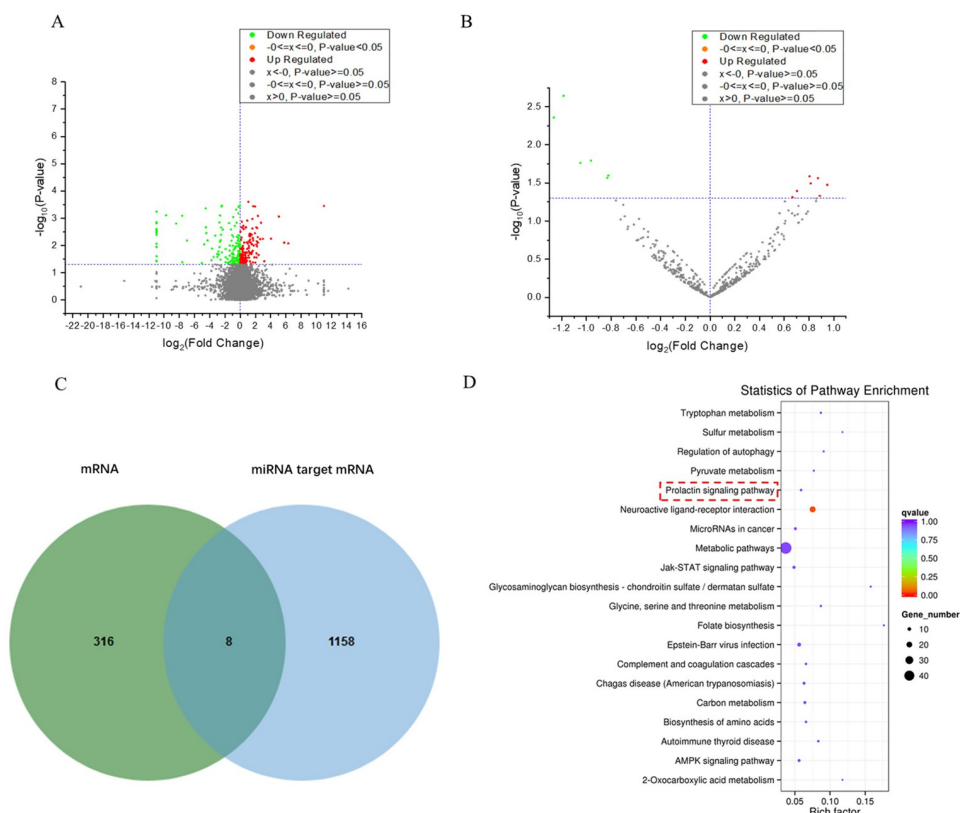 A
Down Regulated
-0<=x<=0, P-value<0.05
Up Regulated
x<-0, P-value>=0.05
-0<=x<=0, P-value>=0.05
x>0, P-value>=0.05
8
7
6
5
4
3
2
1
0
-log10(P-value)
-22 -20 -18 -16 -14 -12 -10 -8 -6 -4 -2 0 2 4 6 8 10 12 14 16
log2(Fold Change)
B
Down Regulated
-0<=x<=0, P-value<0.05
Up Regulated
x<-0, P-value>=0.05
-0<=x<=0, P-value>=0.05
x>0, P-value>=0.05
2.5
2.0
1.5
1.0
0.5
0.0
-log10(P-value)
-1.2 -1.0 -0.8 -0.6 -0.4 -0.2 0.0 0.2 0.4 0.6 0.8 1.0
log2(Fold Change)
C
mRNA
miRNA target mRNA
316
8
1158
D
Statistics of Pathway Enrichment
Tryptophan metabolism
Sulfur metabolism
Regulation of autophagy
Pyruvate metabolism
Prolactin signaling pathway
Neuroactive ligand-receptor interaction
MicroRNAs in cancer
Metabolic pathways
Jak-STAT signaling pathway
Glycosaminoglycan biosynthesis - chondroitin sulfate / dermatan sulfate
Glycine, serine and threonine metabolism
Folate biosynthesis
Epstein-Barr virus infection
Complement and coagulation cascades
Chagas disease (American trypanosomiasis)
Carbon metabolism
Biosynthesis of amino acids
Autoimmune thyroid disease
AMPK signaling pathway
2-Oxocarboxylic acid metabolism
0.05 0.10 0.15
Rich factor
qvalue
1.00
0.75
0.50
0.25
0.00
Gene_number
10
20
30
40